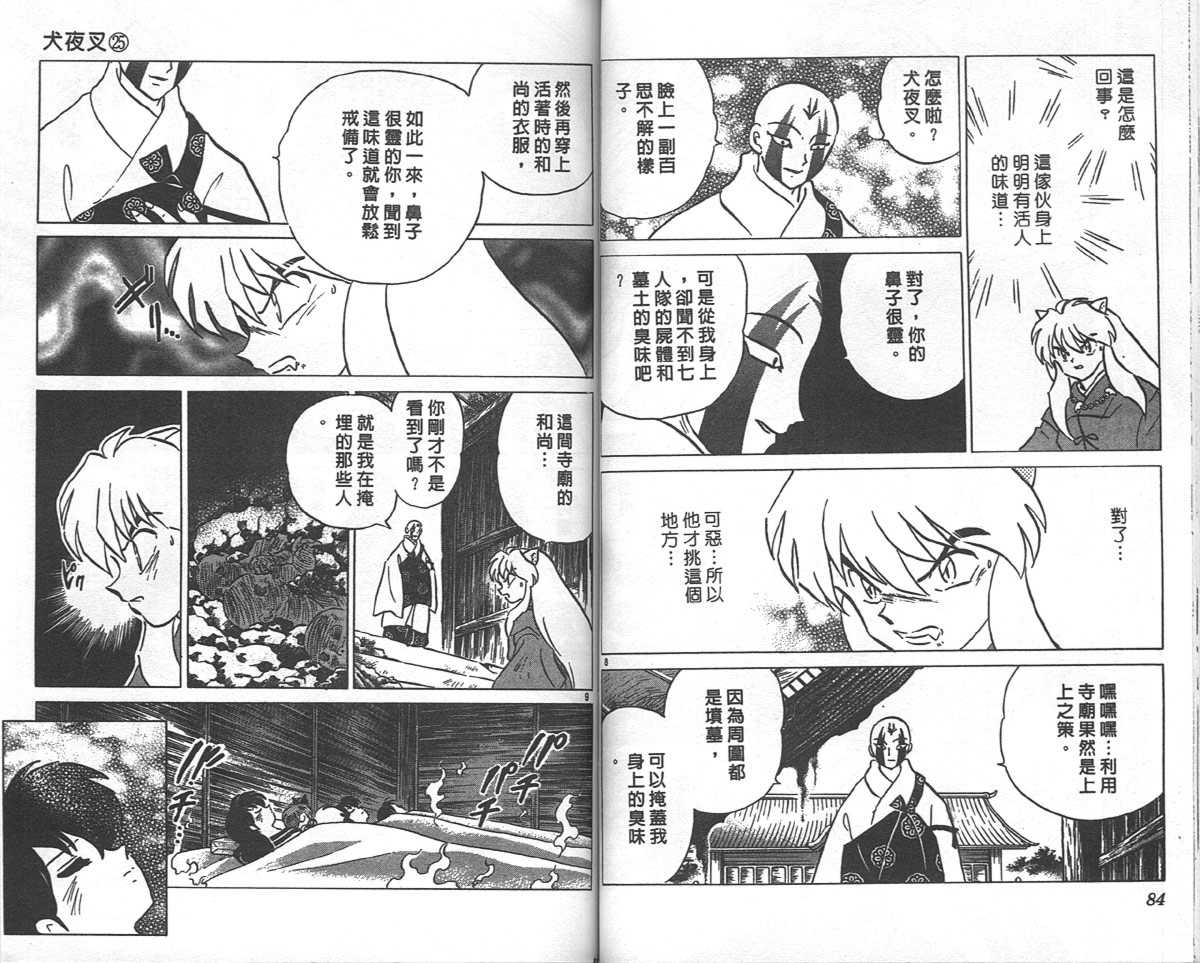 犬夜叉㉕
這是怎麼
回事?
這傢伙身上
明明有活人
的味道…
怎麼啦?
犬夜叉。
臉上一副百
思不解的樣
子。
對了,你的
鼻子很靈。
可是從我身上
,卻聞不到七
人隊的屍體和
墓土的臭味吧
?
對了…
可惡…所以
他才挑這個
地方…
嘿嘿嘿…利用
寺廟果然是上
上之策。
因為周圍都
是墳墓,
可以掩蓋我
身上的臭味
。
8
84
然後再穿上
活著時的和
尚的衣服,
如此一來,鼻子
很靈的你,聞到
這味道就會放鬆
戒備了。
這間寺廟的
和尚…
你剛才不是
看到了嗎?
就是我在掩
埋的那些人
。
ピク
9
パチ
パチ
パチ…